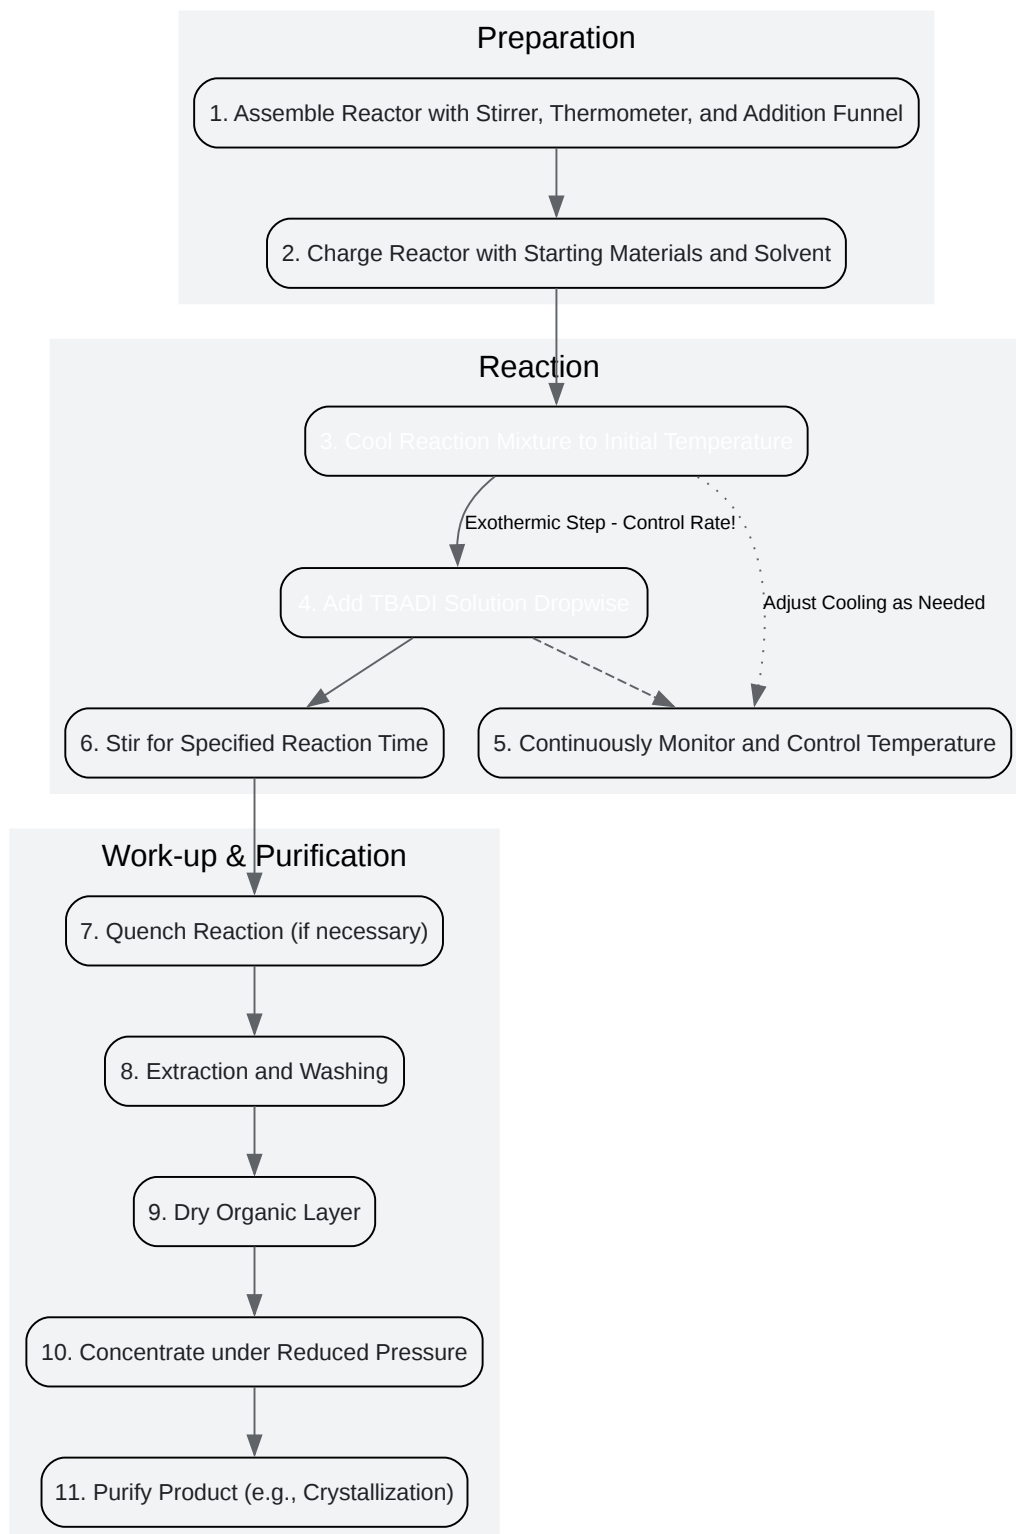 Preparation
1. Assemble Reactor with Stirrer, Thermometer, and Addition Funnel
2. Charge Reactor with Starting Materials and Solvent
Reaction
3. Cool Reaction Mixture to Initial Temperature
Exothermic Step - Control Rate!
4. Add TBADI Solution Dropwise
Adjust Cooling as Needed
6. Stir for Specified Reaction Time
5. Continuously Monitor and Control Temperature
Work-up & Purification
7. Quench Reaction (if necessary)
8. Extraction and Washing
9. Dry Organic Layer
10. Concentrate under Reduced Pressure
11. Purify Product (e.g., Crystallization)